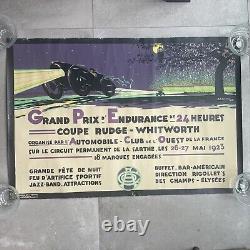 GRAND PRIX D'ENDURANCE DE 24 HEURES
COUPE RUDGE - WHITWORTH
ORGANISÉ PAR L'AUTOMOBILE-CLUB DE L'OUEST DE LA FRANCE
SUR LE CIRCUIT PERMANENT DE LA SARTHE LES 26-27 MAI 1923
18 MARQUES ENGAGÉES
GRANDE FÊTE DE NUIT
FEU D'ARTIFICE PORTIF
JAZZ-BAND, ATTRACTIONS
BUFFET, BAR-AMÉRICAIN
DIRECTION RIGOLLET'S
DES CHAMPS-ELYSÉES